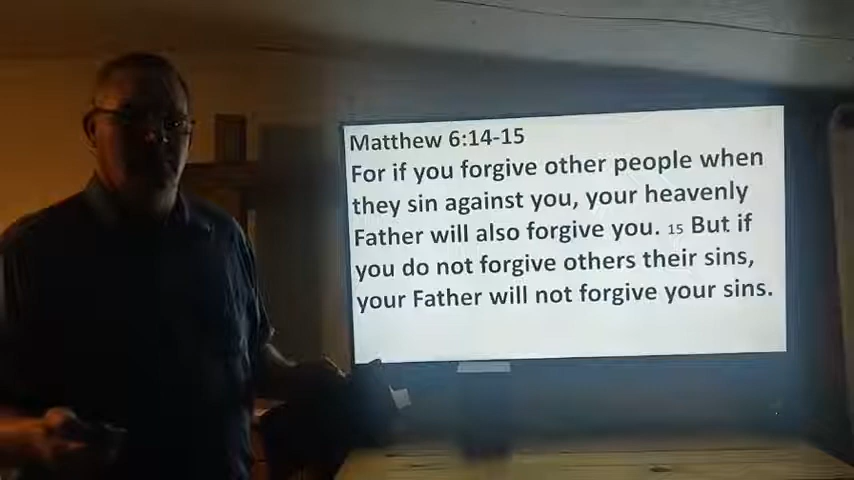 Matthew 6:14-15
For if you forgive other people when
they sin against you, your heavenly
Father will also forgive you. 15 But if
you do not forgive others their sins,
your Father will not forgive your sins.